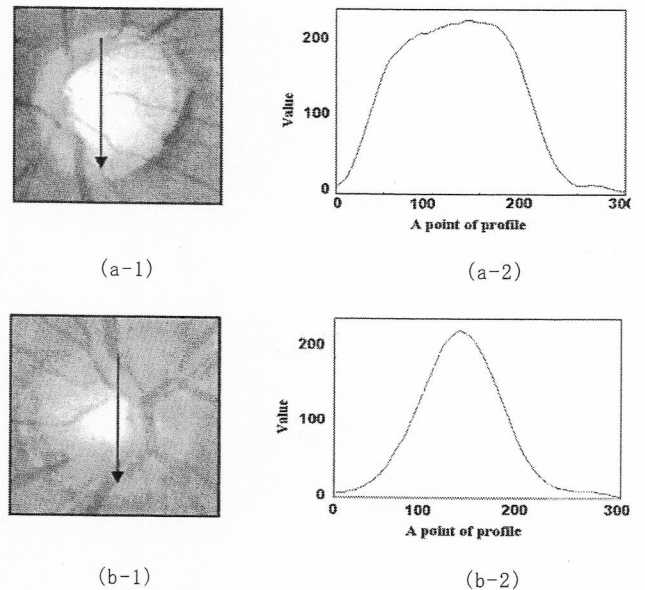 200
100
0
Value
0 100 200 300
A point of profile
(a-1)
(a-2)
200
100
0
Value
0 100 200 300
A point of profile
(b-1)
(b-2)